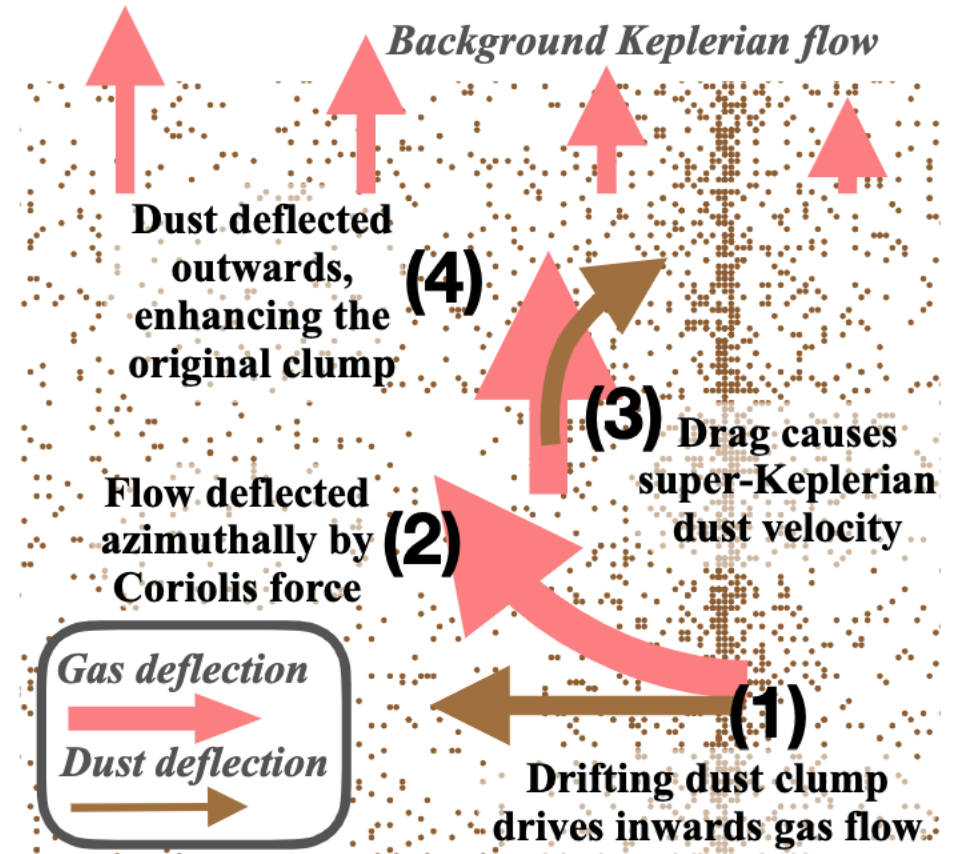 Background Keplerian flow
Dust deflected
outwards,
enhancing the
original clump
(4)
(3)
Drag causes
super-Keplerian
dust velocity
Flow deflected
azimuthally by
Coriolis force
(2)
Gas deflection
Dust deflection
(1)
Drifting dust clump
drives inwards gas flow